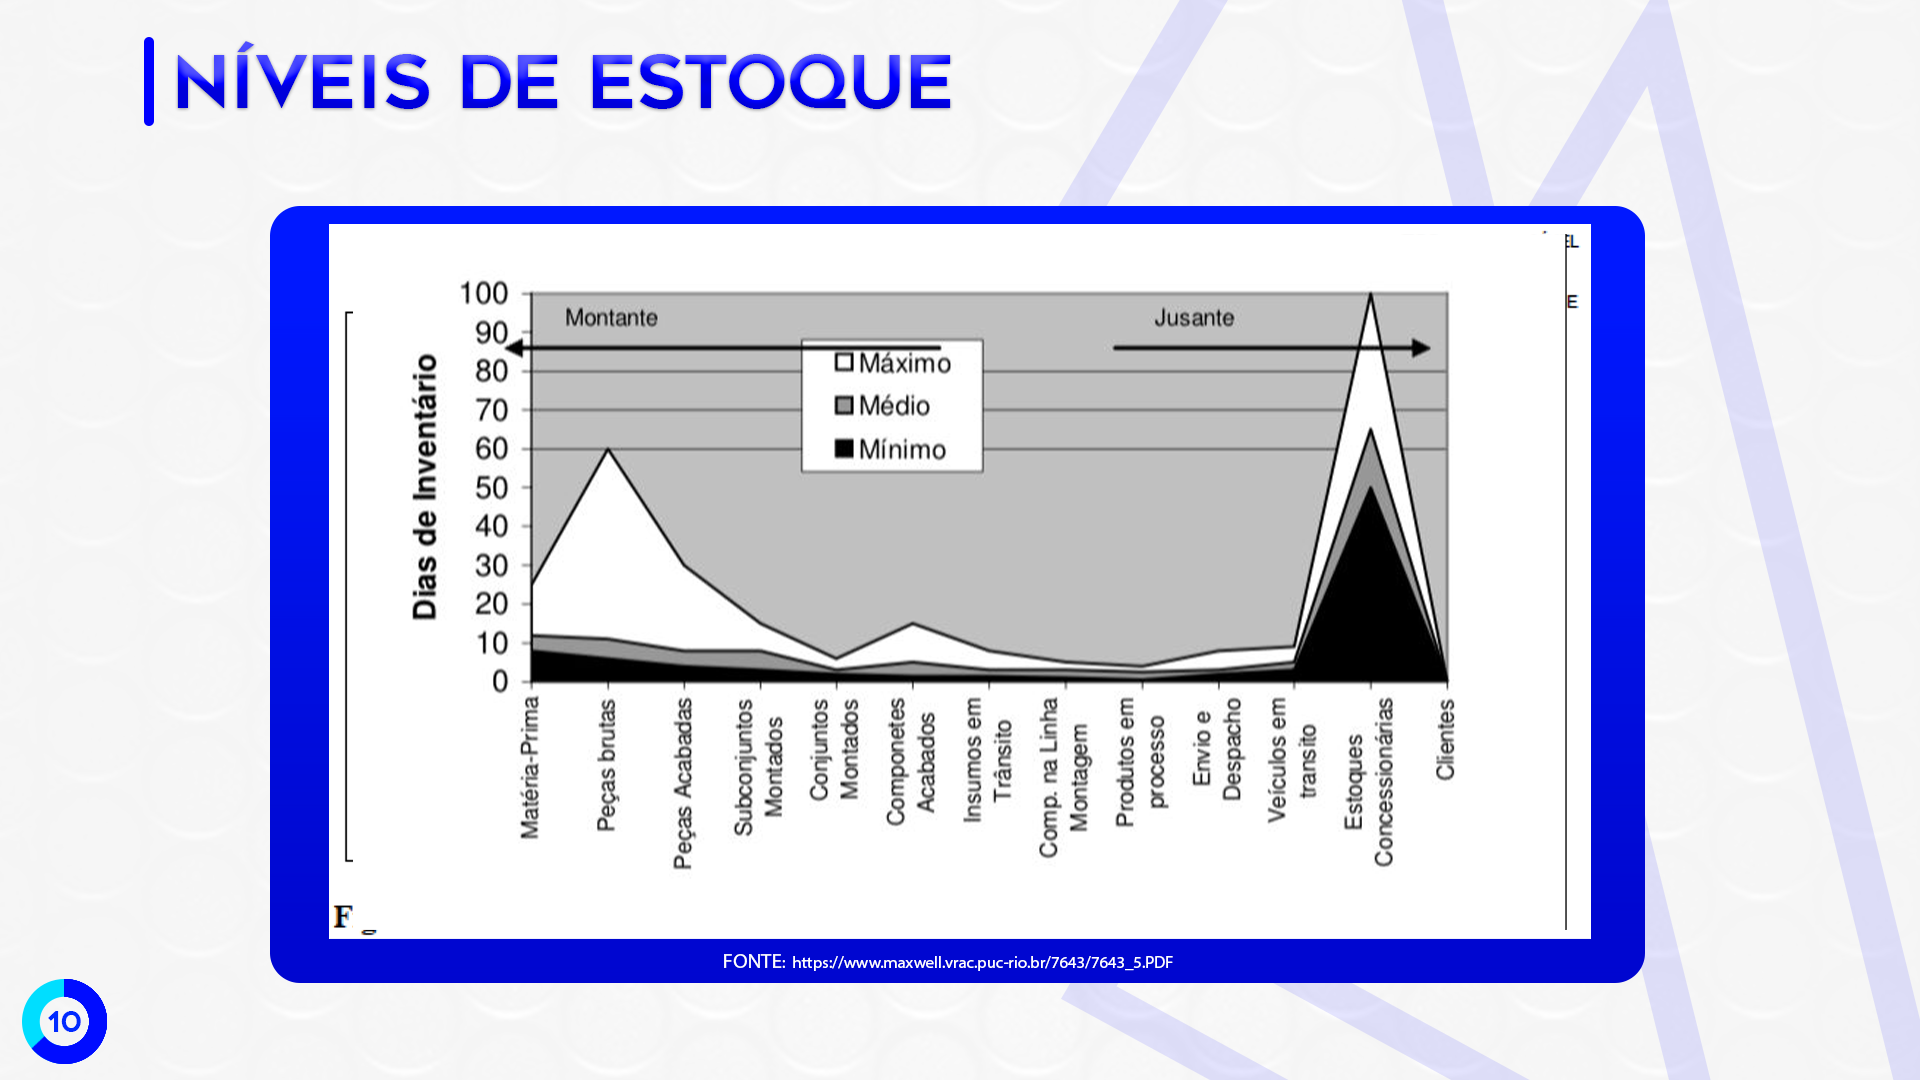 NÍVEIS DE ESTOQUE
EL
E
100
90
80
70
60
50
40
30
20
10
0
Dias de Inventário
Montante
Jusante
Máximo
Médio
Mínimo
Matéria-Prima
Peças brutas
Peças Acabadas
Subconjuntos
Montados
Conjuntos
Montados
Componetes
Acabados
Insumos em
Trânsito
Comp. na Linha
Montagem
Produtos em
processo
Envio e
Despacho
Veículos em
transito
Estoques
Concessionárias
Clientes
F
FONTE: https://www.maxwell.vrac.puc-rio.br/7643/7643_5.PDF
10